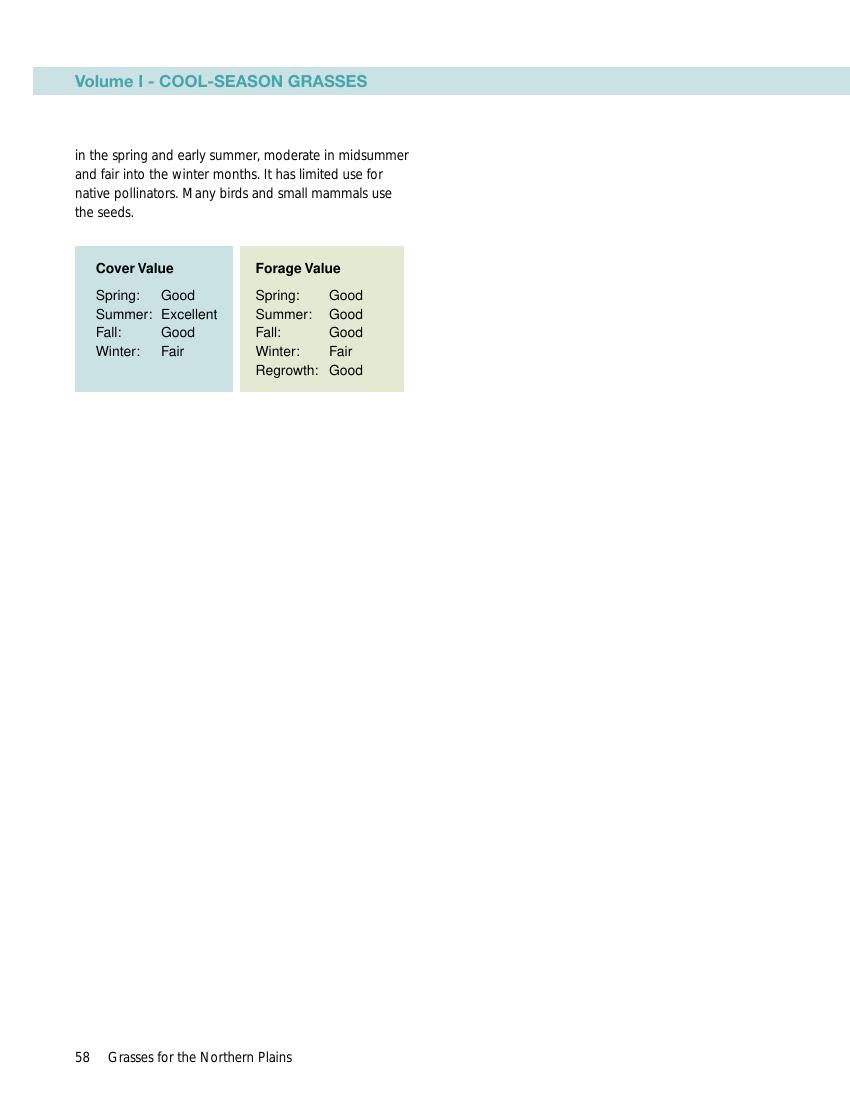 Volume I - COOL-SEASON GRASSES
in the spring and early summer, moderate in midsummer
and fair into the winter months. It has limited use for
native pollinators. Many birds and small mammals use
the seeds.
Cover Value
Spring: Good
Summer: Excellent
Fall: Good
Winter: Fair
Forage Value
Spring: Good
Summer: Good
Fall: Good
Winter: Fair
Regrowth: Good
58 Grasses for the Northern Plains